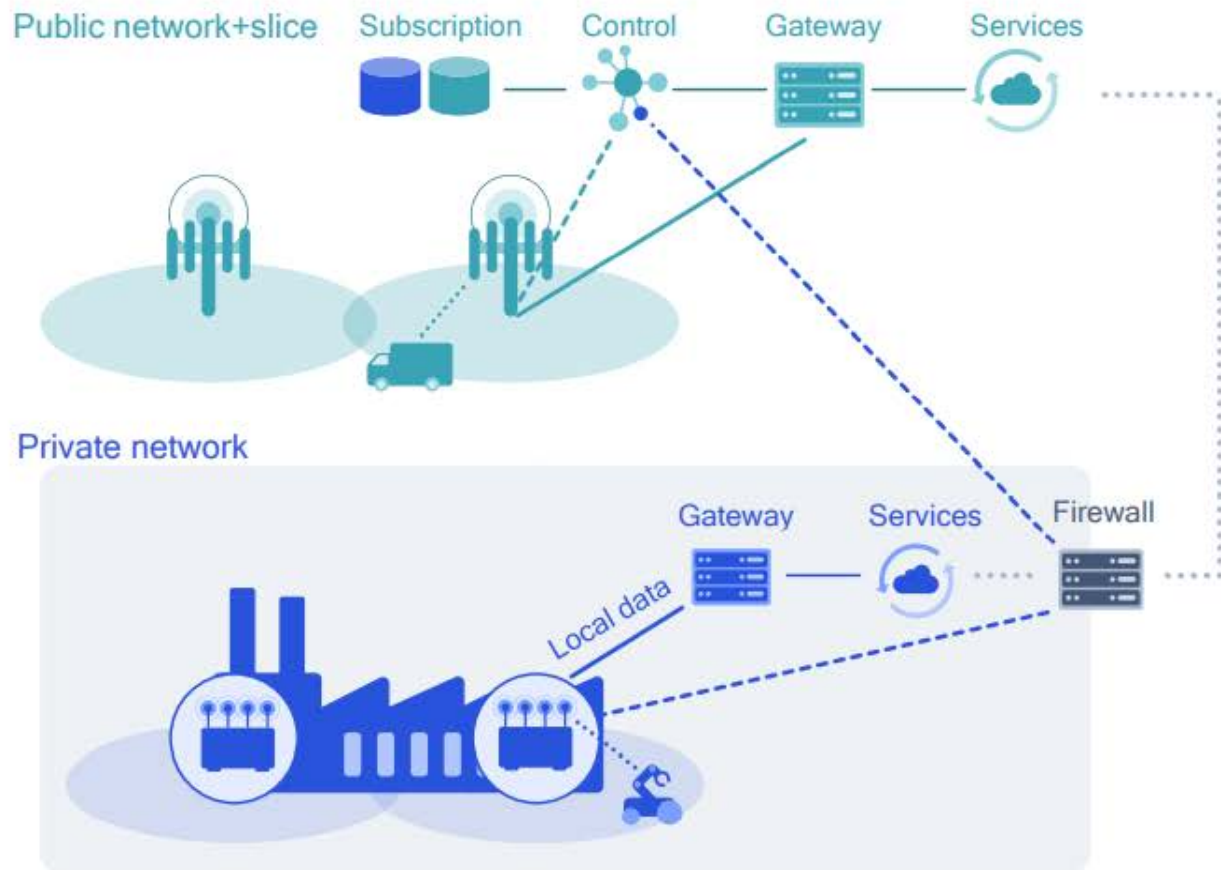 Public network+slice
Subscription
Control
Gateway
Services
Private network
Gateway
Services
Firewall
Local data